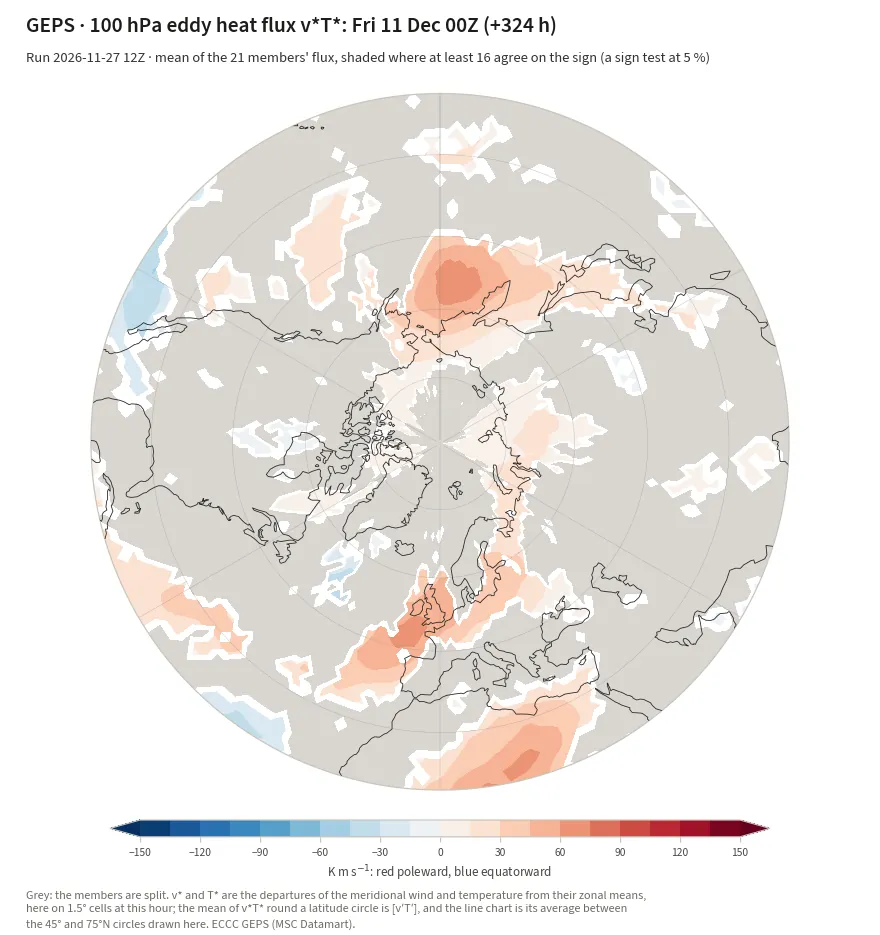 GEPS · 100 hPa eddy heat flux v*T*: Fri 11 Dec 00Z (+324 h)
Run 2026-11-27 12Z · mean of the 21 members' flux, shaded where at least 16 agree on the sign (a sign test at 5 %)
−150 −120 −90 −60 −30 0 30 60 90 120 150
K m s⁻¹: red poleward, blue equatorward
Grey: the members are split. v* and T* are the departures of the meridional wind and temperature from their zonal means,
here on 1.5° cells at this hour; the mean of v*T* round a latitude circle is [v'T'], and the line chart is its average between
the 45° and 75°N circles drawn here. ECCC GEPS (MSC Datamart).